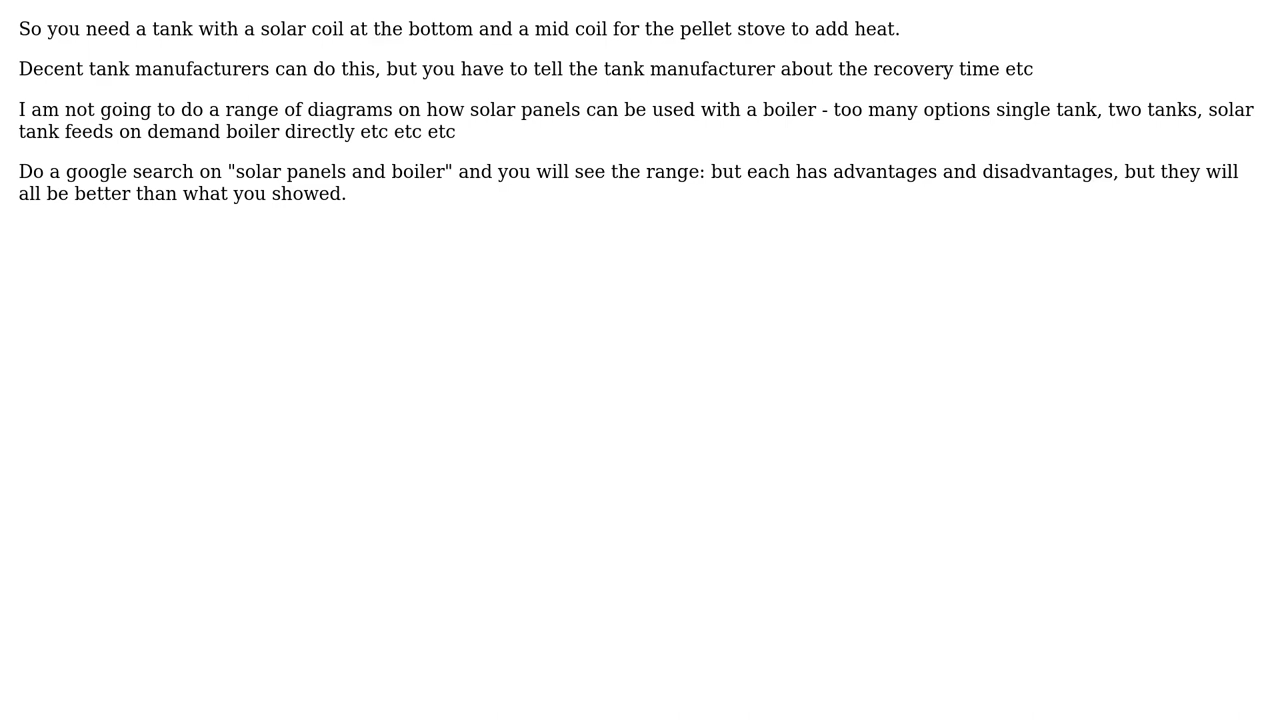 So you need a tank with a solar coil at the bottom and a mid coil for the pellet stove to add heat.
Decent tank manufacturers can do this, but you have to tell the tank manufacturer about the recovery time etc
I am not going to do a range of diagrams on how solar panels can be used with a boiler - too many options single tank, two tanks, solar
tank feeds on demand boiler directly etc etc etc
Do a google search on "solar panels and boiler" and you will see the range: but each has advantages and disadvantages, but they will
all be better than what you showed.